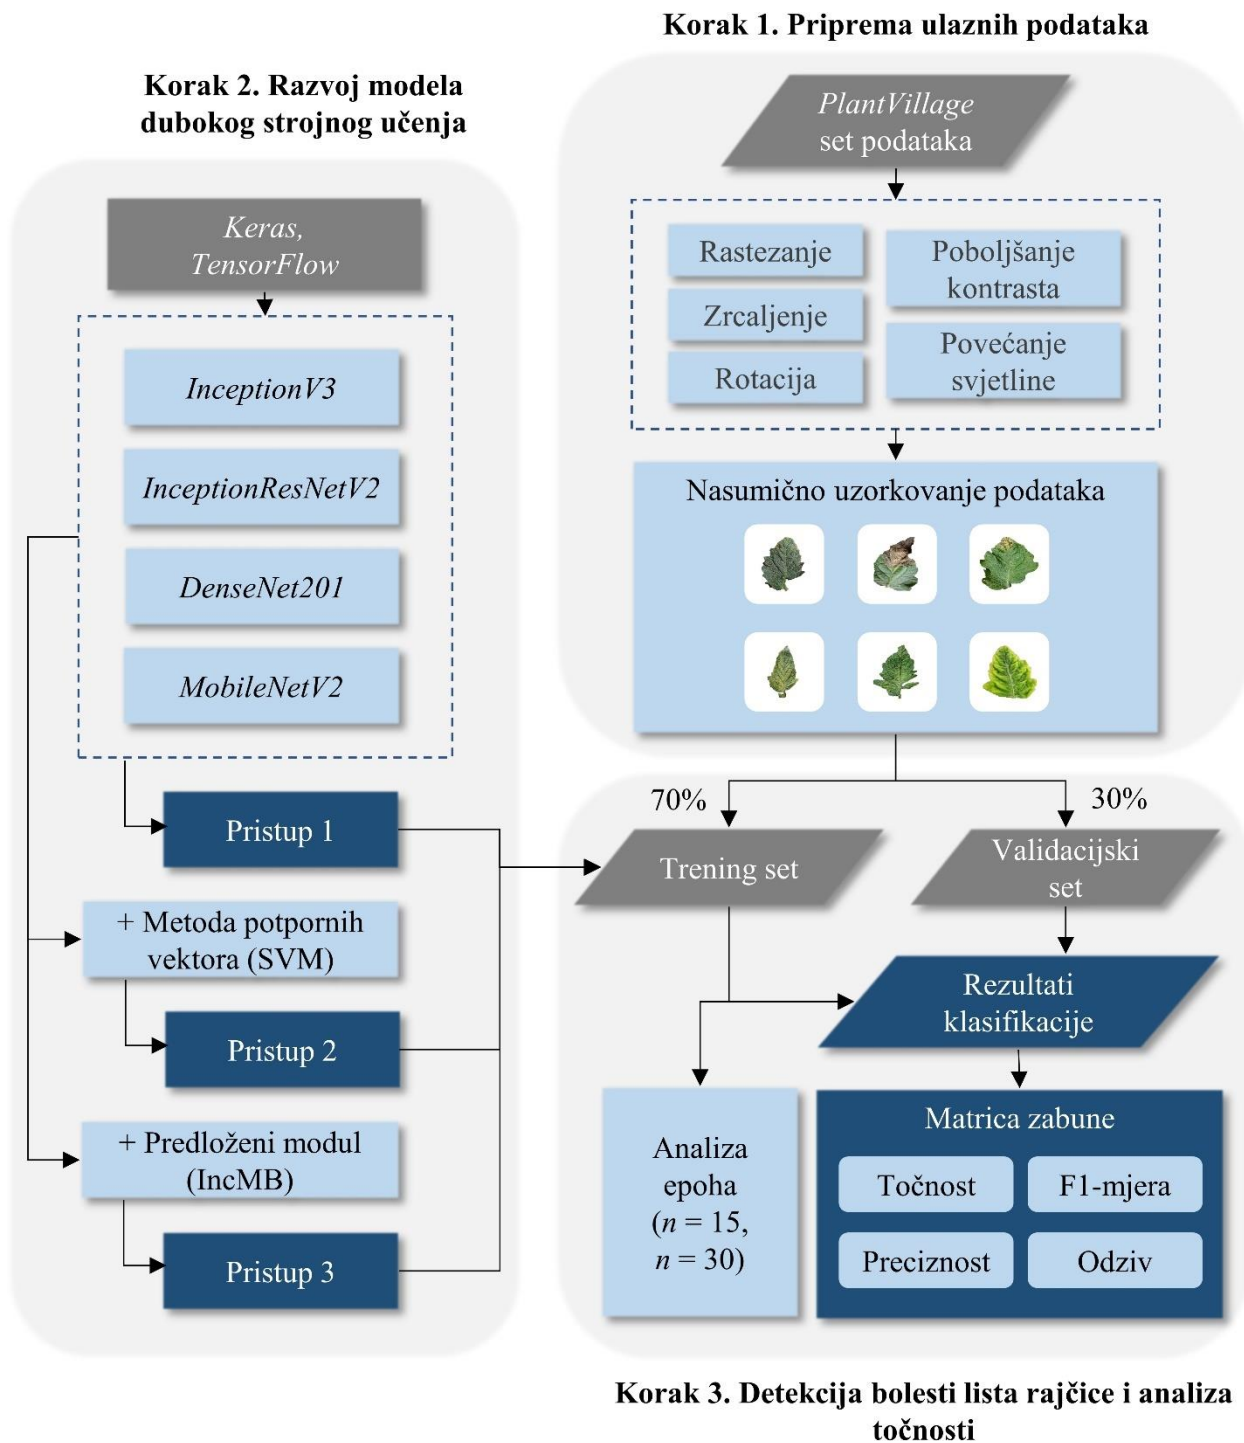 Korak 1. Priprema ulaznih podataka
PlantVillage
set podataka
Rastezanje
Zrcaljenje
Rotacija
Poboljšanje
kontrasta
Povećanje
svjetline
Nasumično uzorkovanje podataka
Korak 2. Razvoj modela
dubokog strojnog učenja
Keras,
TensorFlow
InceptionV3
InceptionResNetV2
DenseNet201
MobileNetV2
Pristup 1
+ Metoda potpornih
vektora (SVM)
Pristup 2
+ Predloženi modul
(IncMB)
Pristup 3
70%
30%
Trening set
Validacijski
set
Rezultati
klasifikacije
Analiza
epoha
(n = 15,
n = 30)
Matrica zabune
Točnost
F1-mjera
Preciznost
Odziv
Korak 3. Detekcija bolesti lista rajčice i analiza
točnosti